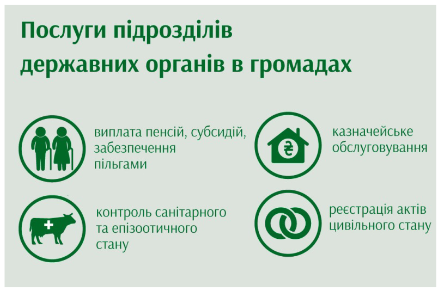 Послуги підрозділів
державних органів в громадах
виплата пенсій, субсидій,
забезпечення
пільгами
казначейське
обслуговування
контроль санітарного
та епізоотичного
стану
реєстрація актів
цивільного стану